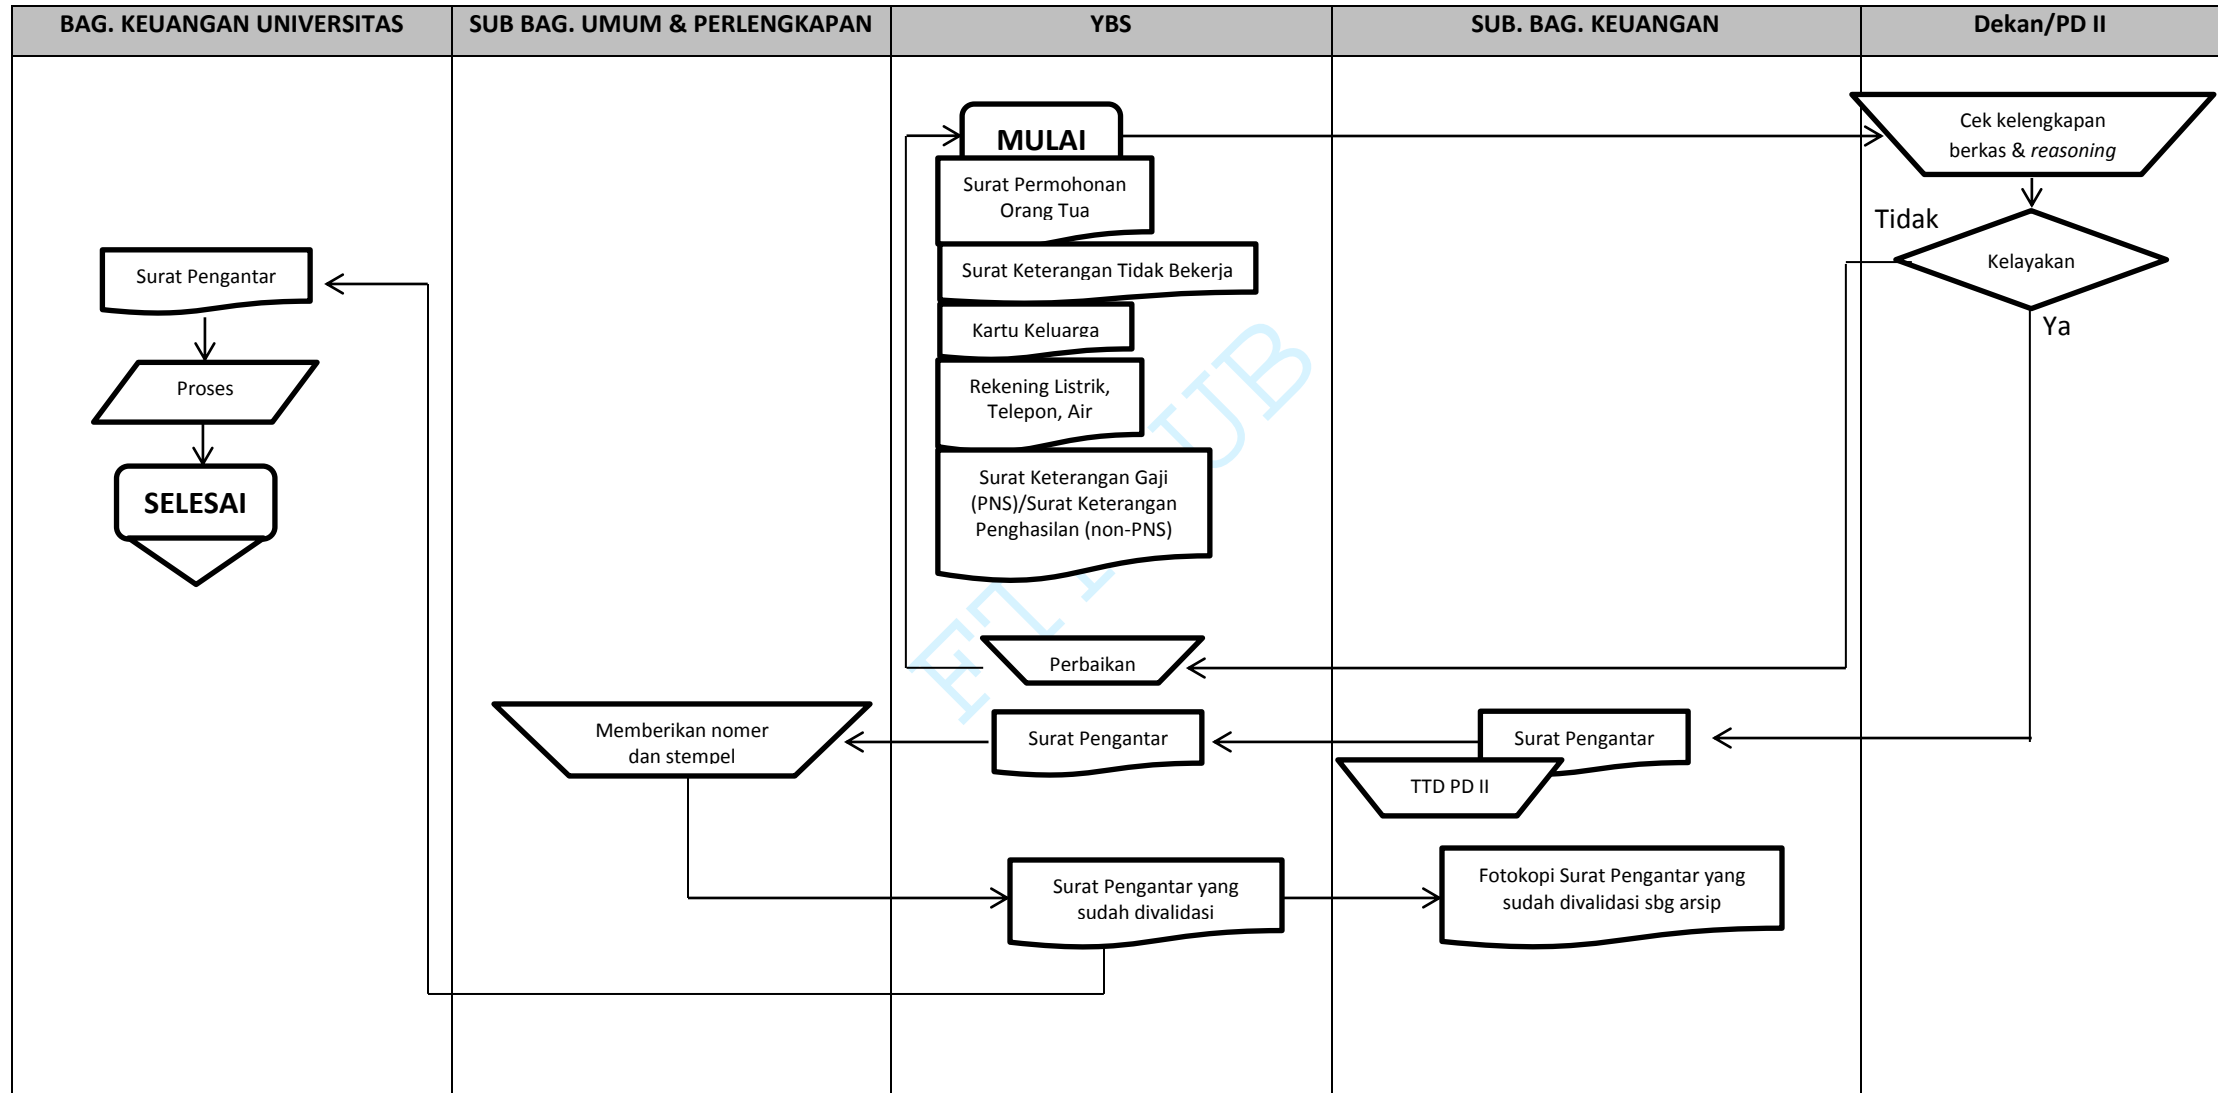 BAG. KEUANGAN UNIVERSITAS
SUB BAG. UMUM & PERLENGKAPAN
YBS
SUB. BAG. KEUANGAN
Dekan/PD II
MULAI
Surat Permohonan
Orang Tua
Surat Keterangan Tidak Bekerja
Kartu Keluarga
Rekening Listrik,
Telepon, Air
Surat Keterangan Gaji
(PNS)/Surat Keterangan
Penghasilan (non-PNS)
Cek kelengkapan
berkas & reasoning
Tidak
Kelayakan
Ya
Surat Pengantar
Proses
SELESAI
Perbaikan
Memberikan nomer
dan stempel
Surat Pengantar
Surat Pengantar
TTD PD II
Surat Pengantar yang
sudah divalidasi
Fotokopi Surat Pengantar yang
sudah divalidasi sbg arsip
UB